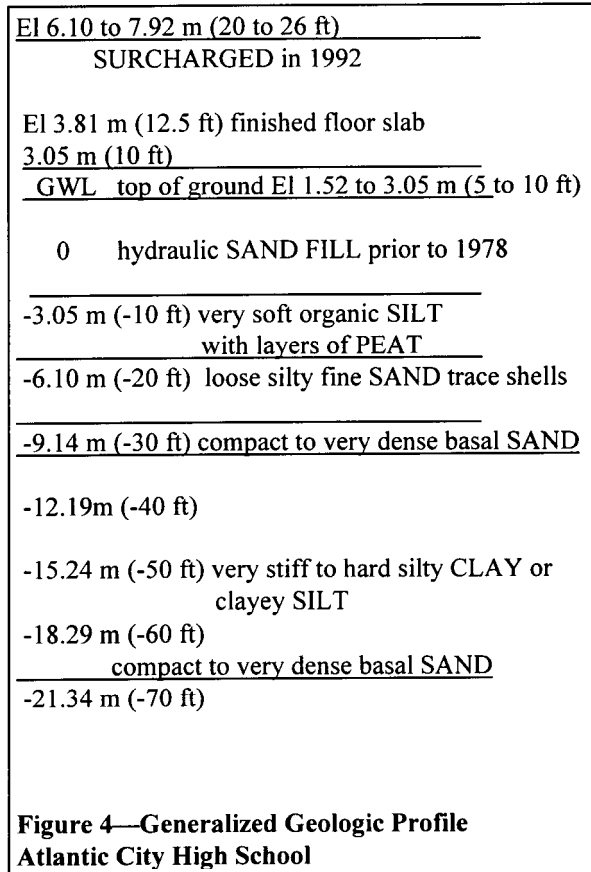 El 6.10 to 7.92 m (20 to 26 ft)
SURCHARGED in 1992
El 3.81 m (12.5 ft) finished floor slab
3.05 m (10 ft)
GWL top of ground El 1.52 to 3.05 m (5 to 10 ft)
0 hydraulic SAND FILL prior to 1978
-3.05 m (-10 ft) very soft organic SILT
with layers of PEAT
-6.10 m (-20 ft) loose silty fine SAND trace shells
-9.14 m (-30 ft) compact to very dense basal SAND
-12.19m (-40 ft)
-15.24 m (-50 ft) very stiff to hard silty CLAY or
clayey SILT
-18.29 m (-60 ft)
compact to very dense basal SAND
-21.34 m (-70 ft)
Figure 4—Generalized Geologic Profile
Atlantic City High School